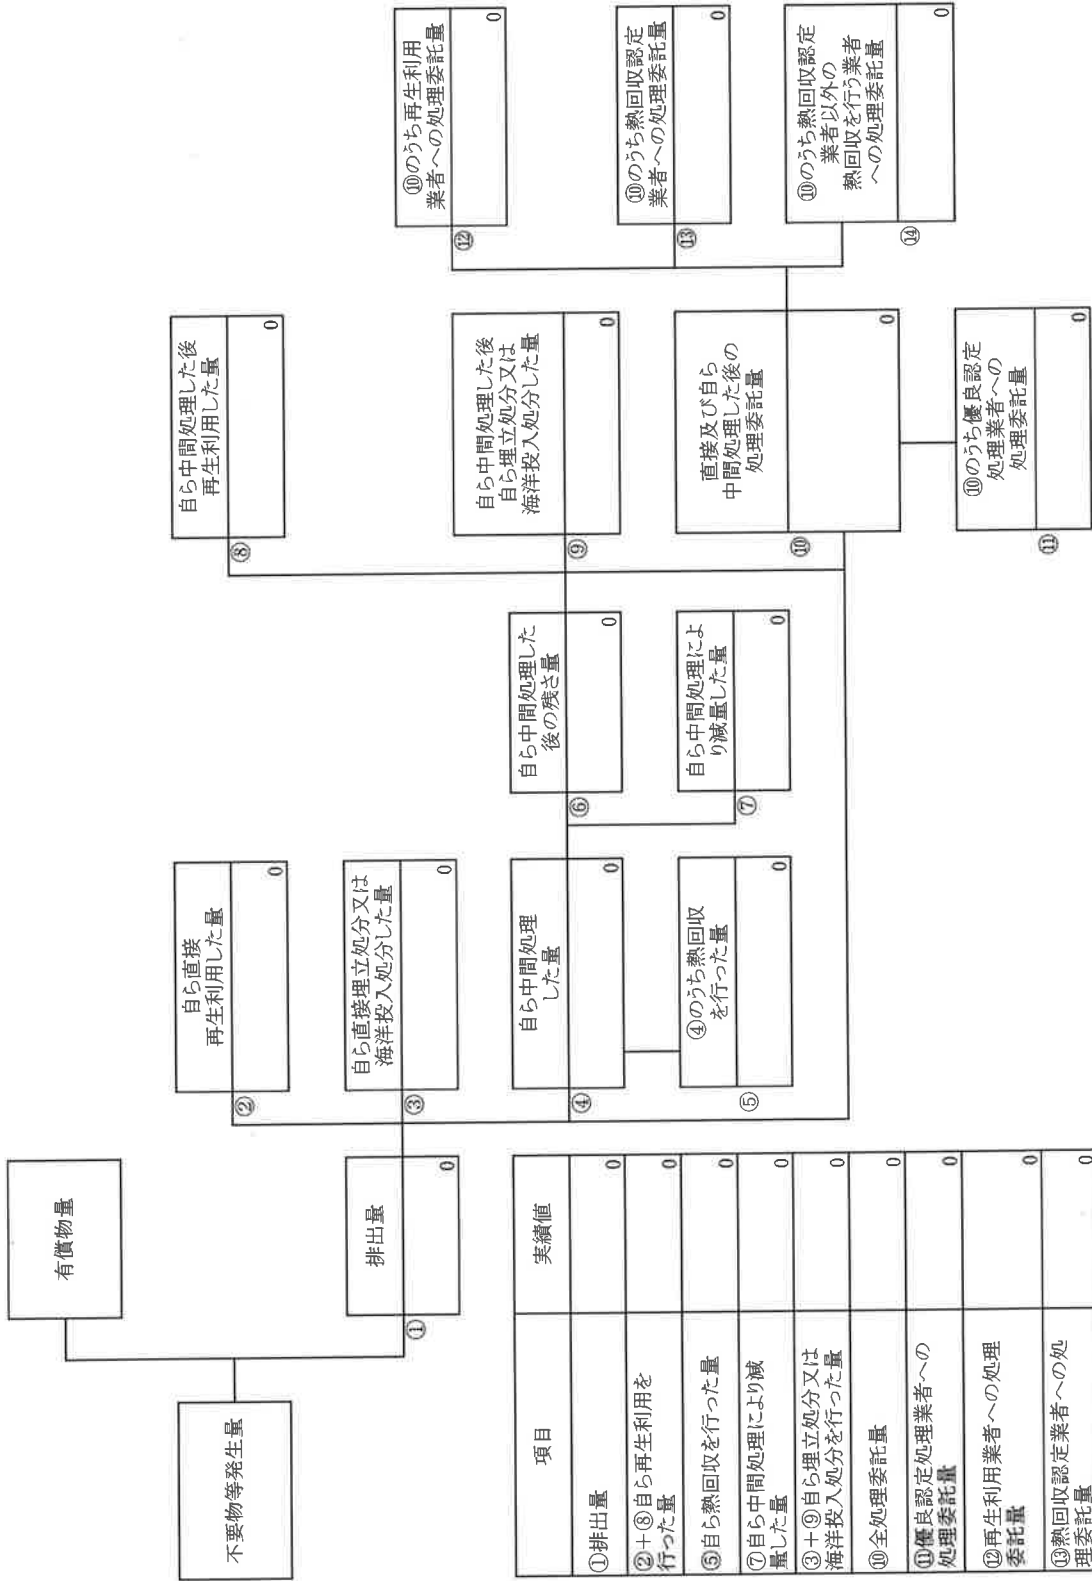 不要物等発生量
有償物量
①
排出量
0
②
自ら直接
再生利用した量
0
③
自ら直接埋立処分又は
海洋投入処分した量
0
④
自ら中間処理
した量
0
⑤
④のうち熱回収
を行った量
0
⑥
自ら中間処理した
後の残さ量
0
⑦
自ら中間処理によ
り減量した量
0
⑧
自ら中間処理した後
再生利用した量
0
⑨
自ら中間処理した後
自ら埋立処分又は
海洋投入処分した量
0
⑩
直接及び自ら
中間処理した後の
処理委託量
0
⑪
⑩のうち優良認定
処理業者への
処理委託量
0
⑫
⑩のうち再生利用
業者への処理委託量
0
⑬
⑩のうち熱回収認定
業者への処理委託量
0
⑭
⑩のうち熱回収認定
業者以外の
熱回収を行う業者
への処理委託量
0
項目 実績値
①排出量 0
②+⑧自ら再生利用を
行った量 0
⑤自ら熱回収を行った量 0
⑦自ら中間処理により減
量した量 0
③+⑨自ら埋立処分又は
海洋投入処分を行った量 0
⑩全処理委託量 0
⑪優良認定処理業者への
処理委託量 0
⑫再生利用業者への処理
委託量 0
⑬熱回収認定業者への処
理委託量 0